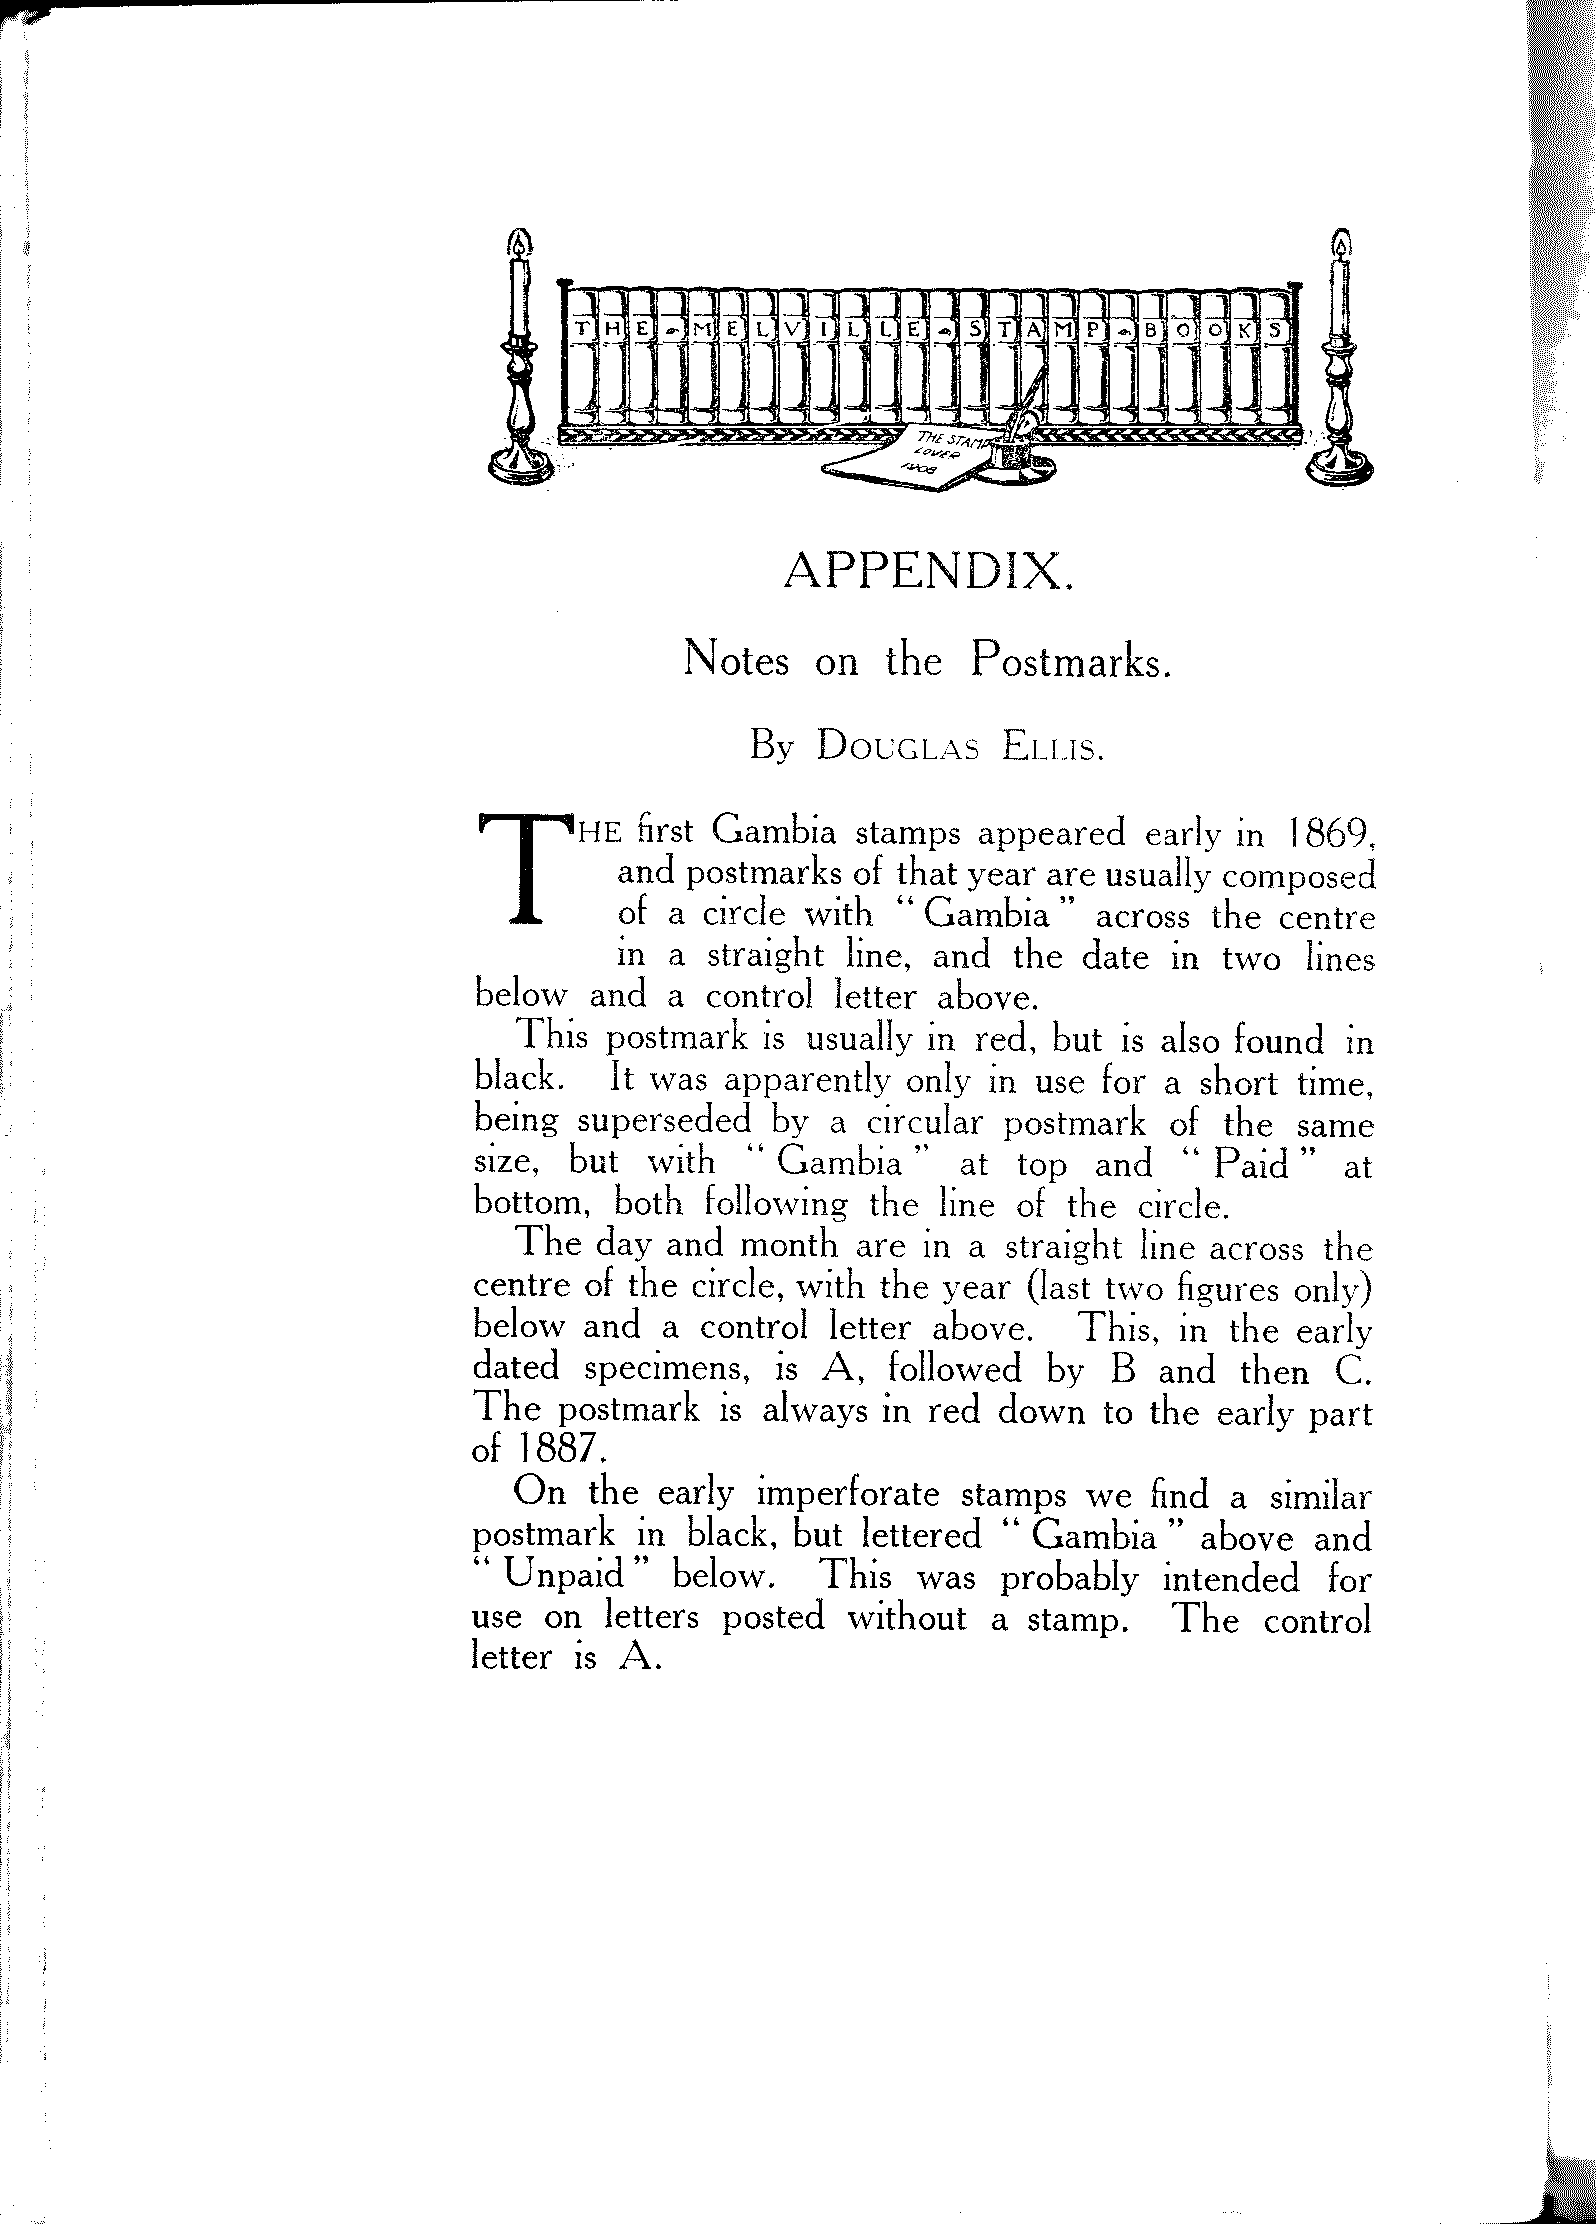 THE MELVILLE STAMP BOOKS
THE STAMP
LOVER
1908
APPENDIX.
Notes on the Postmarks.
By DOUGLAS ELLIS.
THE first Gambia stamps appeared early in 1869,
and postmarks of that year are usually composed
of a circle with “ Gambia ” across the centre
in a straight line, and the date in two lines
below and a control letter above.
This postmark is usually in red, but is also found in
black. It was apparently only in use for a short time,
being superseded by a circular postmark of the same
size, but with “ Gambia ” at top and “ Paid ” at
bottom, both following the line of the circle.
The day and month are in a straight line across the
centre of the circle, with the year (last two figures only)
below and a control letter above. This, in the early
dated specimens, is A, followed by B and then C.
The postmark is always in red down to the early part
of 1887.
On the early imperforate stamps we find a similar
postmark in black, but lettered “ Gambia ” above and
“ Unpaid ” below. This was probably intended for
use on letters posted without a stamp. The control
letter is A.